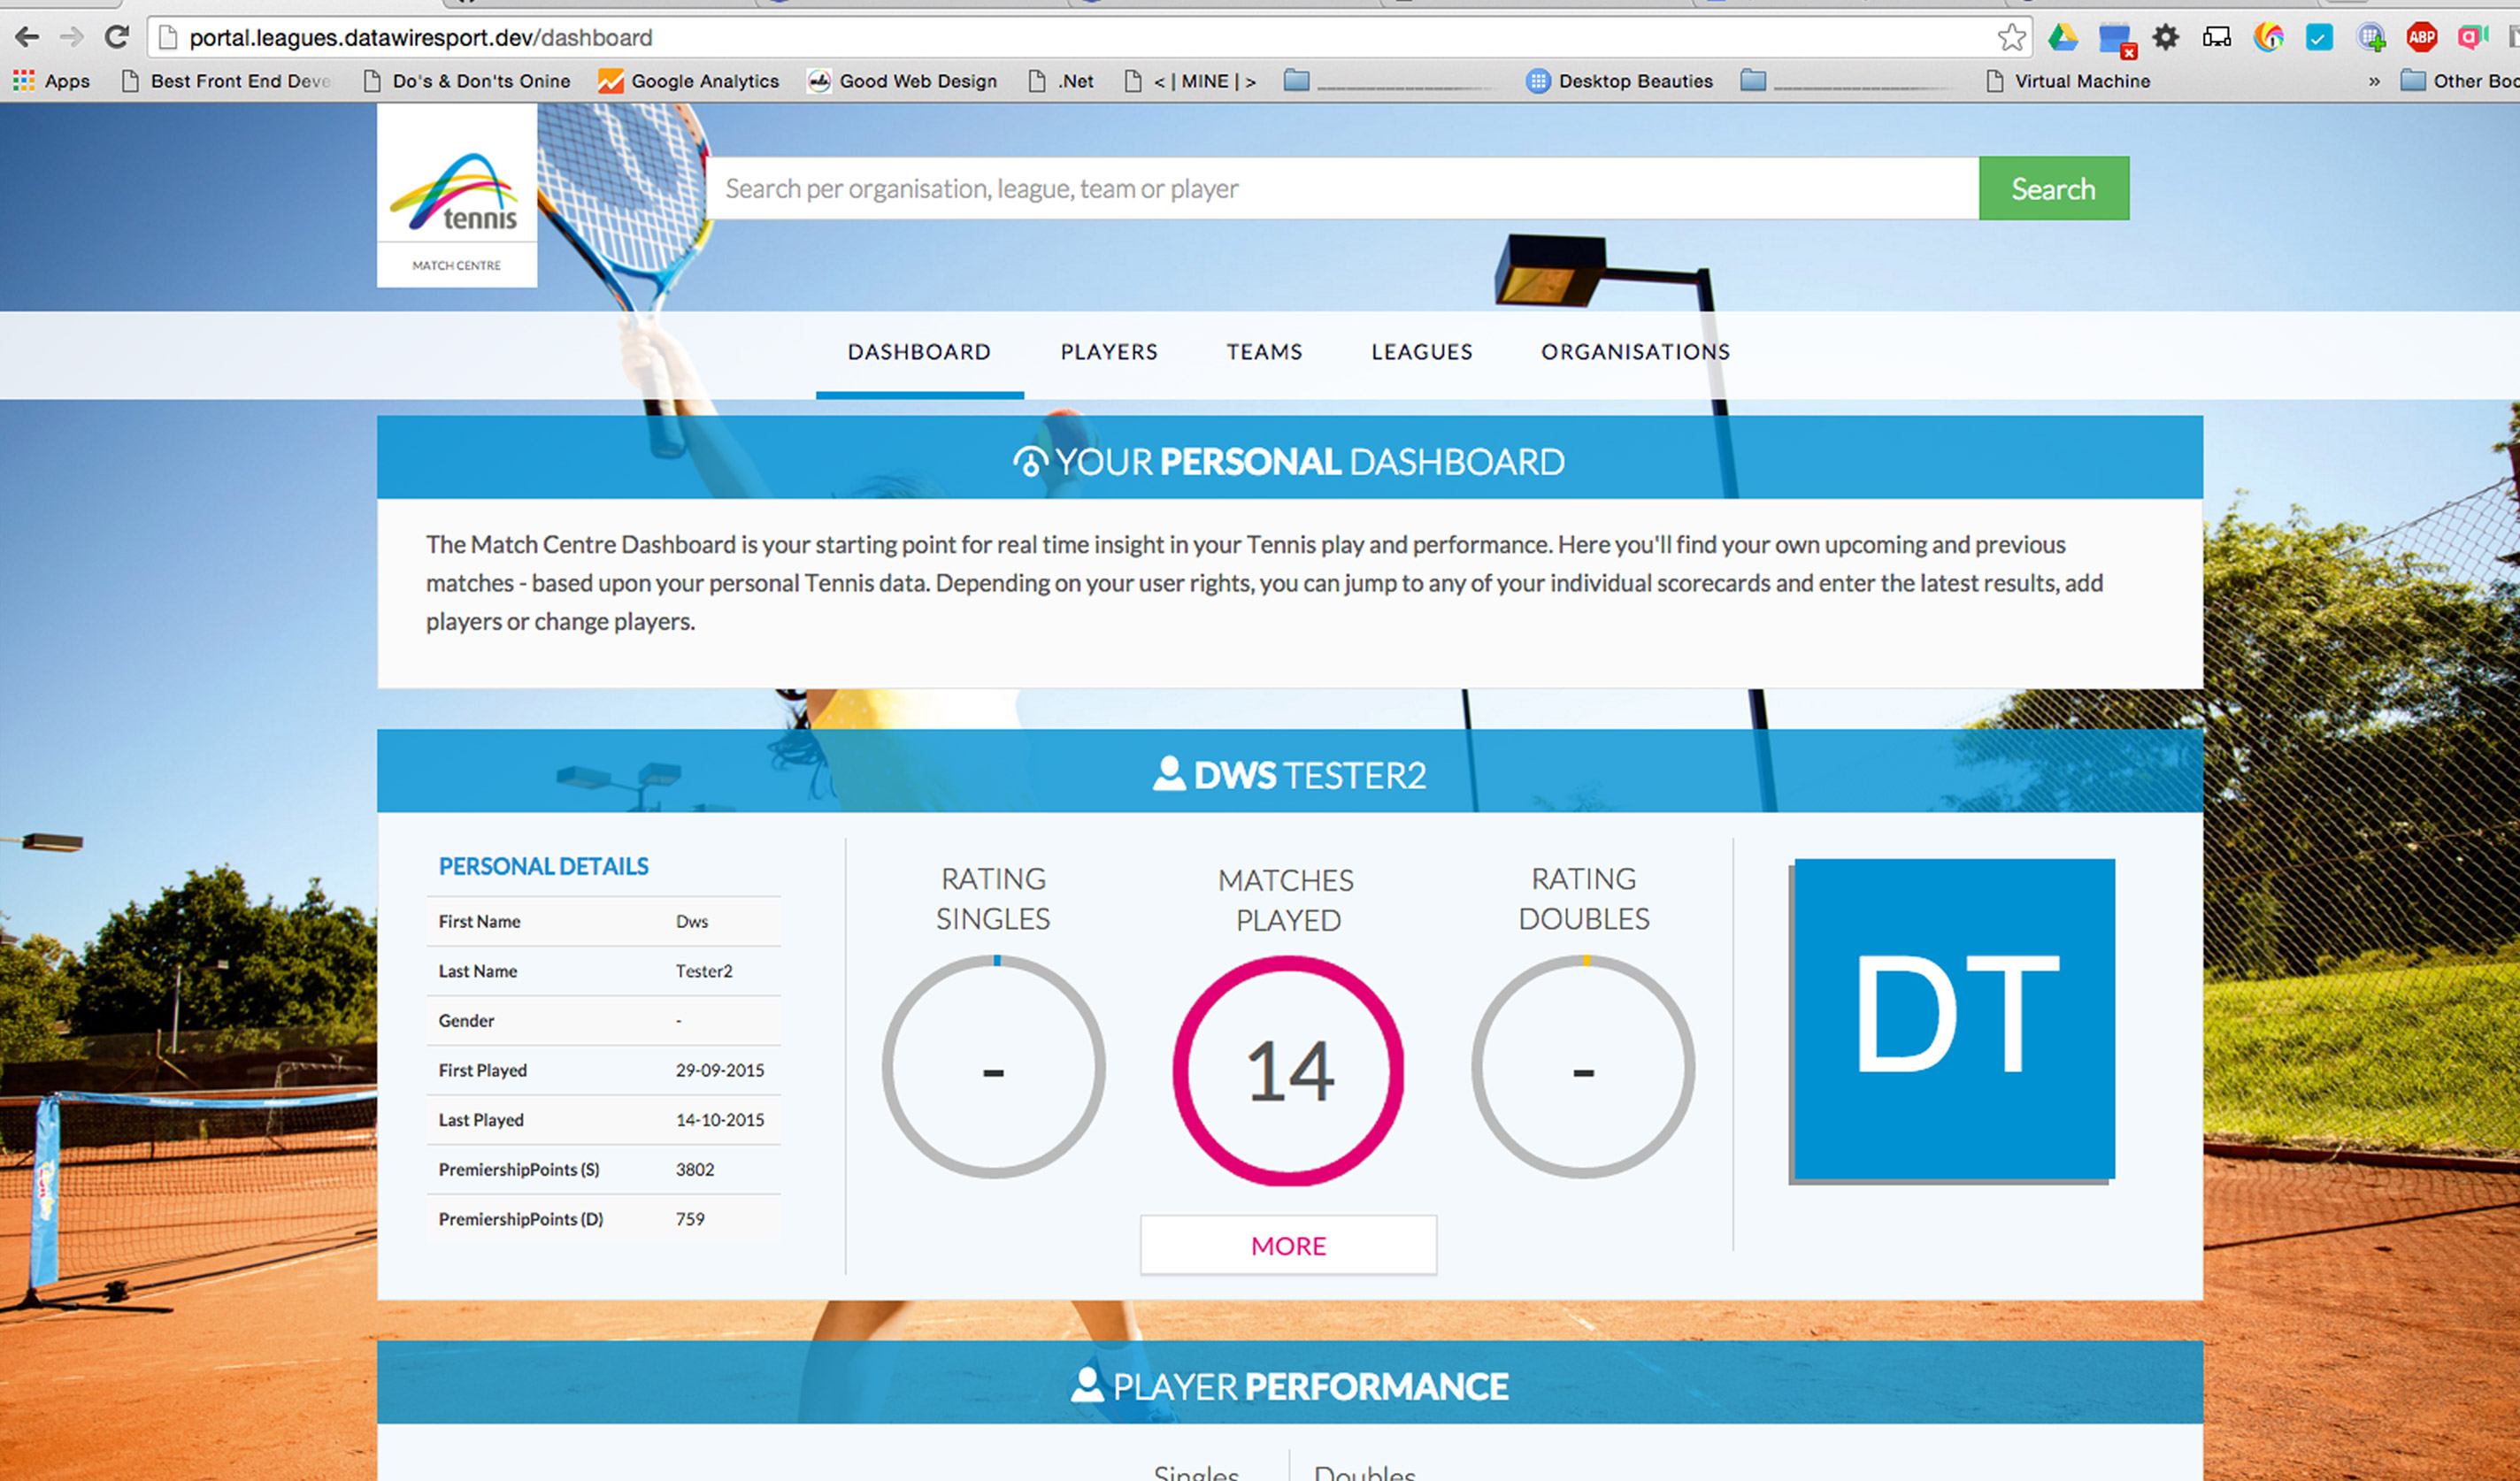 portal.leagues.datawiresport.dev/dashboard
Apps Best Front End Deve Do's & Don'ts Onine Google Analytics Good Web Design .Net < | MINE | > Desktop Beauties Virtual Machine » Other Boo
ABP
tennis
MATCH CENTRE
Search per organisation, league, team or player Search
DASHBOARD PLAYERS TEAMS LEAGUES ORGANISATIONS
YOUR PERSONAL DASHBOARD
The Match Centre Dashboard is your starting point for real time insight in your Tennis play and performance. Here you'll find your own upcoming and previous
matches - based upon your personal Tennis data. Depending on your user rights, you can jump to any of your individual scorecards and enter the latest results, add
players or change players.
DWS TESTER2
PERSONAL DETAILS
First Name Dws
Last Name Tester2
Gender -
First Played 29-09-2015
Last Played 14-10-2015
PremiershipPoints (S) 3802
PremiershipPoints (D) 759
RATING
SINGLES
-
MATCHES
PLAYED
14
RATING
DOUBLES
-
MORE
DT
PLAYER PERFORMANCE
Singles Doubles